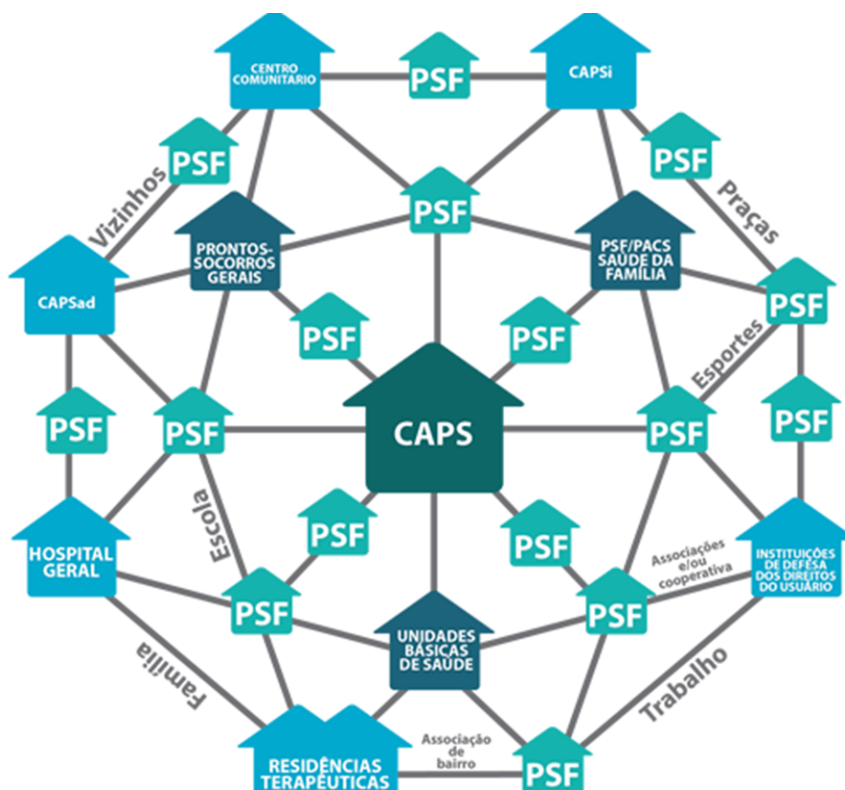 CENTRO
COMUNITARIO
PSF
CAPSi
PSF
Vizinhos
PSF
Praças
PSF
PRONTOS-
SOCORROS
GERAIS
PSF/PACS
SAÚDE DA
FAMÍLIA
CAPSad
PSF
PSF
PSF
Esportes
PSF
CAPS
PSF
PSF
PSF
Escola
HOSPITAL
GERAL
PSF
PSF
Associações
e/ou
cooperativa
INSTITUIÇÕES
DE DEFESA
DOS DIREITOS
DO USUÁRIO
PSF
PSF
UNIDADES
BÁSICAS
DE SAÚDE
Família
Trabalho
RESIDÊNCIAS
TERAPÊUTICAS
Associação
de
bairro
PSF